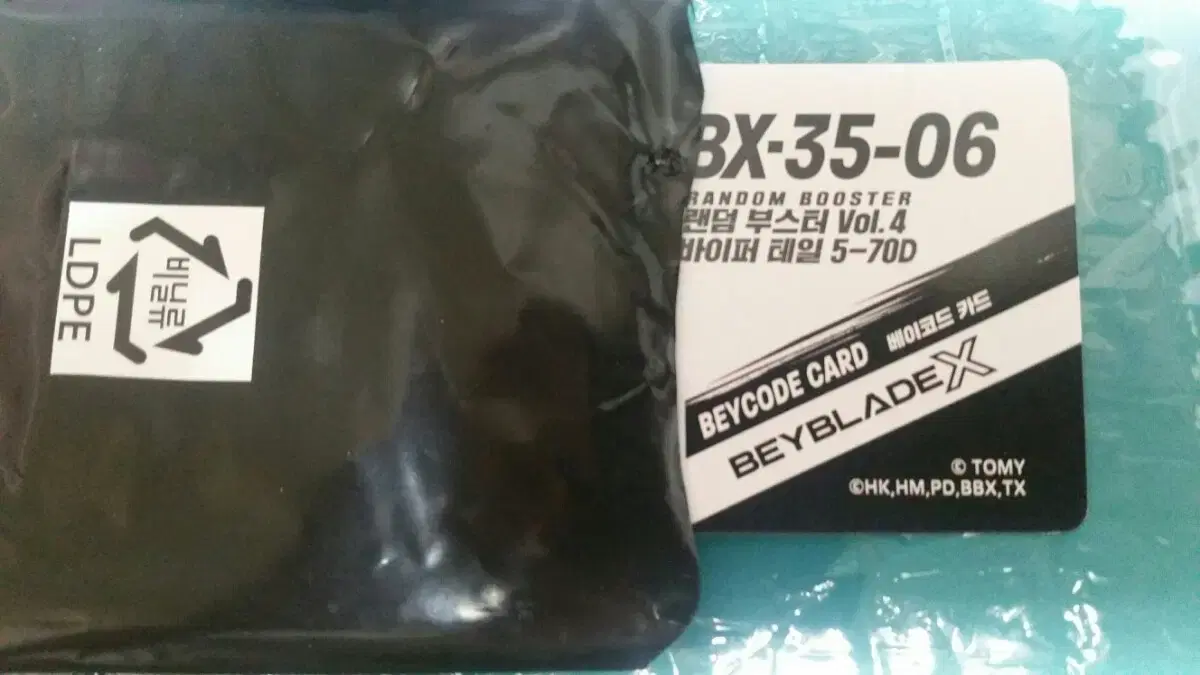 비닐류
LDPE
BX-35-06
RANDOM BOOSTER
랜덤 부스터 Vol.4
바이퍼 테일 5-70D
BEYCODE CARD 베이코드 카드
BEYBLADE X
© TOMY
©HK,HM,PD,BBX,TX